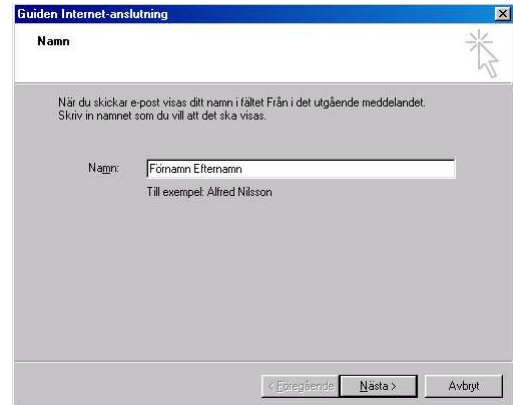 Guiden Internet-anslutning
Namn
När du skickar e-post visas ditt namn i fältet Från i det utgående meddelandet.
Skriv in namnet som du vill att det ska visas.
Namn: Förnamn Efternamn
Till exempel: Alfred Nilsson
< Föregående Nästa > Avbryt